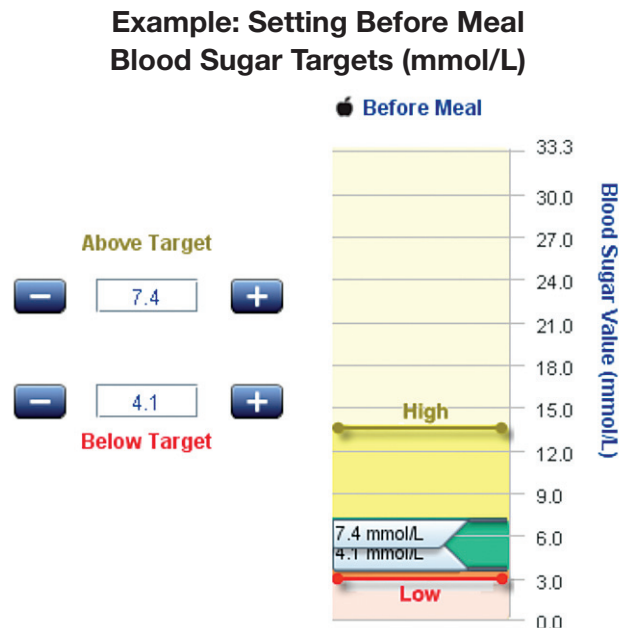 Example: Setting Before Meal
Blood Sugar Targets (mmol/L)
Before Meal
Above Target
7.4
4.1
Below Target
33.3
30.0
27.0
24.0
21.0
18.0
15.0
12.0
9.0
6.0
3.0
0.0
High
7.4 mmol/L
4.1 mmol/L
Low
Blood Sugar Value (mmol/L)